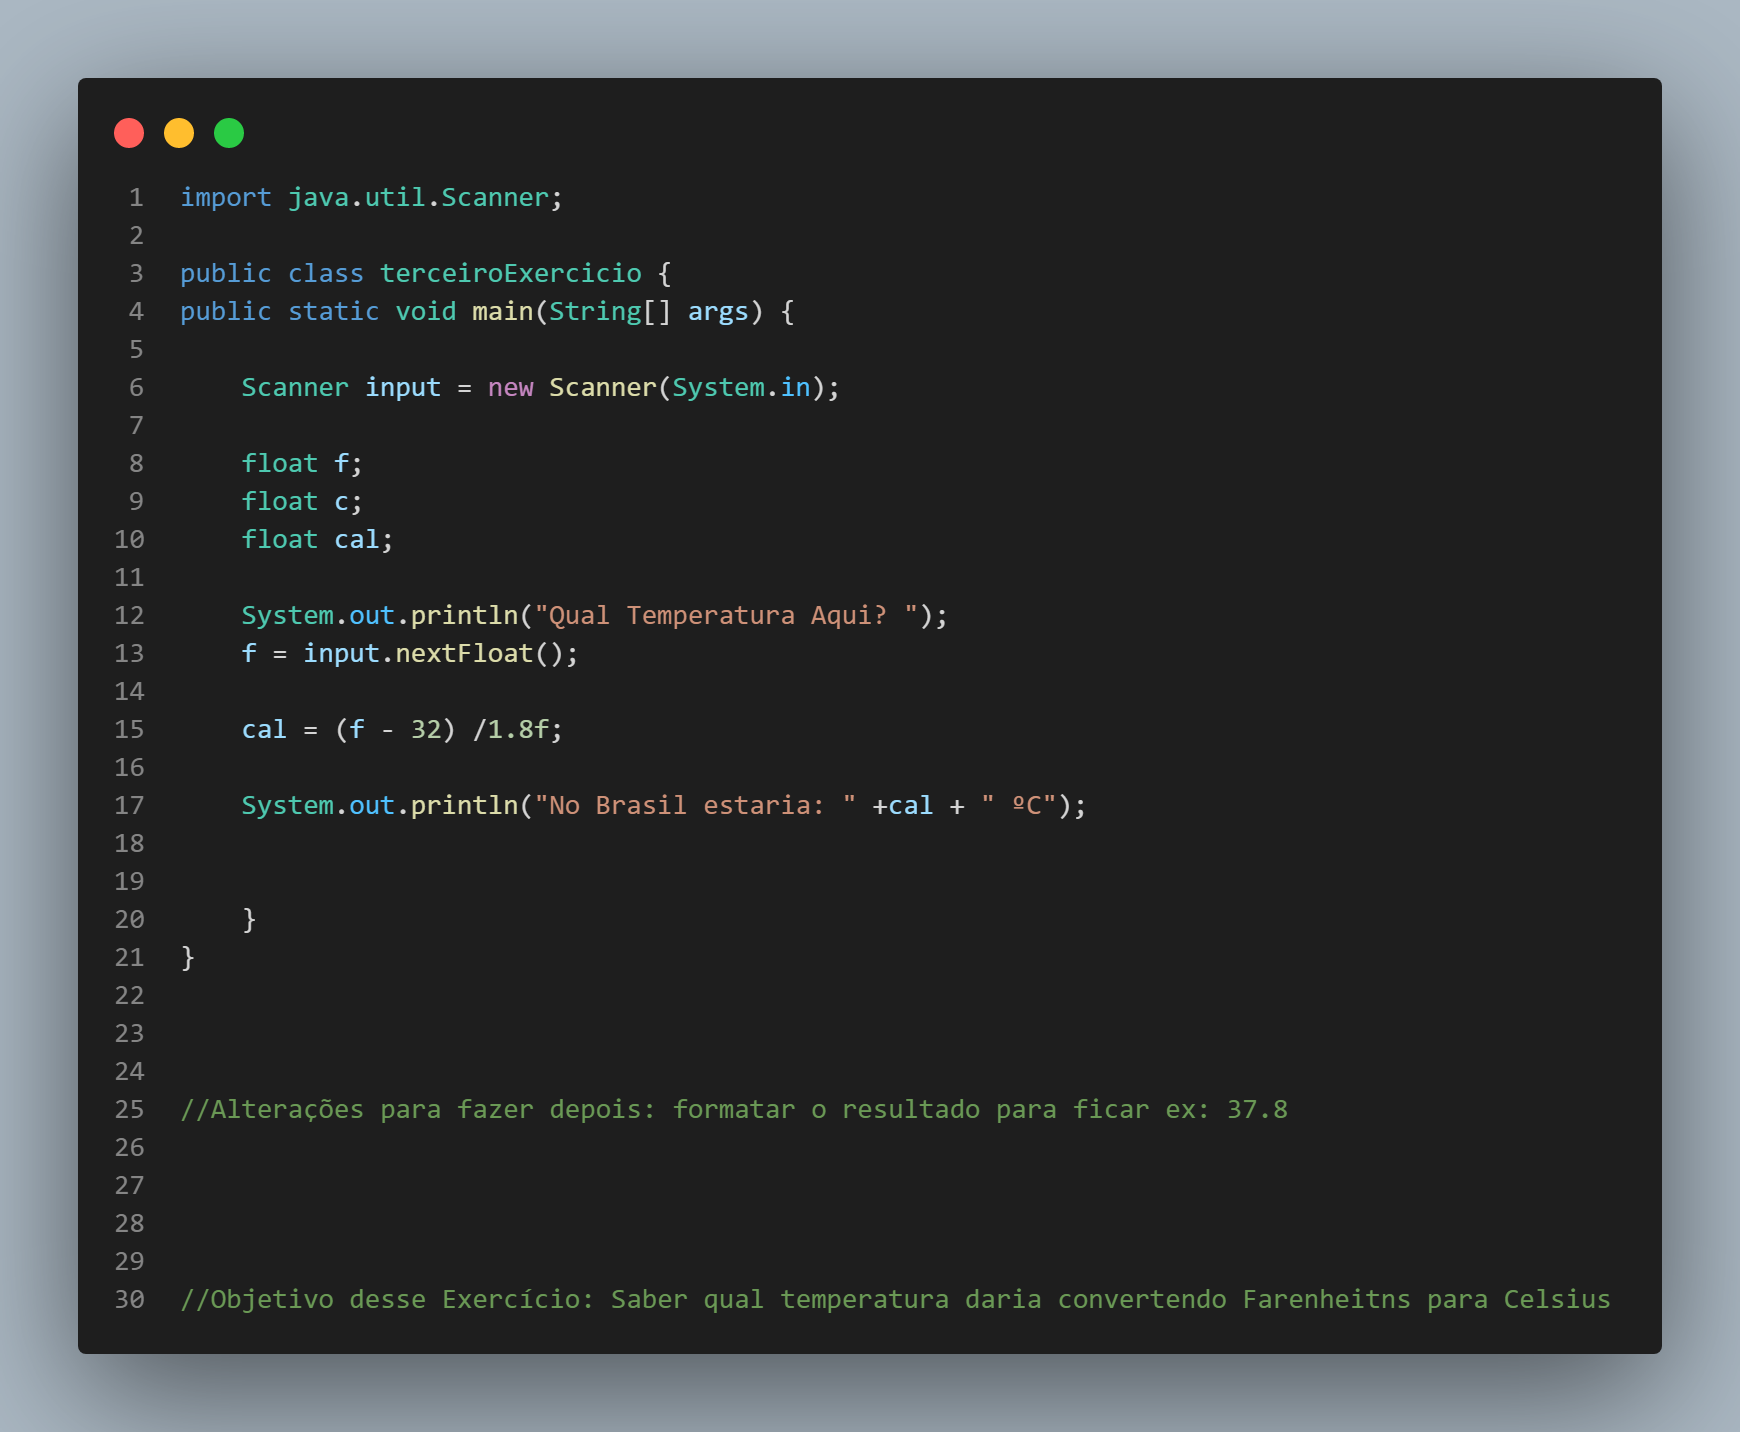 1 import java.util.Scanner;
2
3 public class terceiroExercicio {
4 public static void main(String[] args) {
5
6     Scanner input = new Scanner(System.in);
7
8     float f;
9     float c;
10     float cal;
11
12     System.out.println("Qual Temperatura Aqui? ");
13     f = input.nextFloat();
14
15     cal = (f - 32) /1.8f;
16
17     System.out.println("No Brasil estaria: " +cal + " ºC");
18
19
20     }
21 }
22
23
24
25 //Alterações para fazer depois: formatar o resultado para ficar ex: 37.8
26
27
28
29
30 //Objetivo desse Exercício: Saber qual temperatura daria convertendo Farenheitns para Celsius